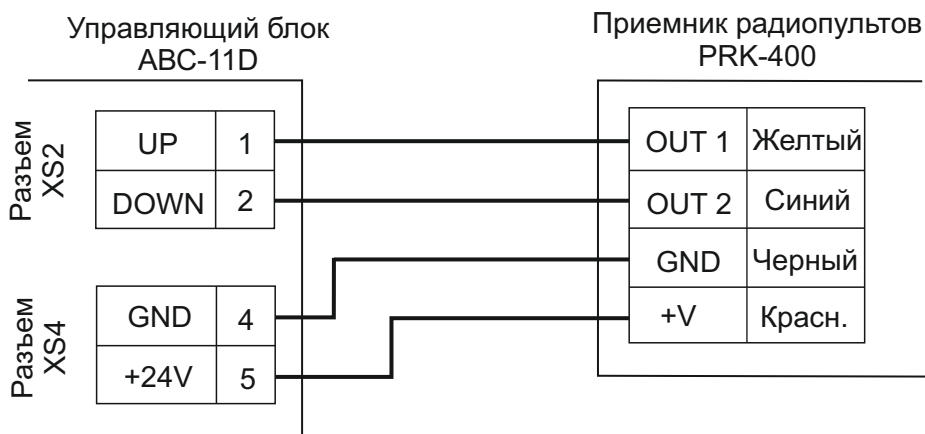 Управляющий блок
ABC-11D
Приемник радиопультов
PRK-400
Разъем
XS2
UP 1
DOWN 2
Разъем
XS4
GND 4
+24V 5
OUT 1 Желтый
OUT 2 Синий
GND Черный
+V Красн.